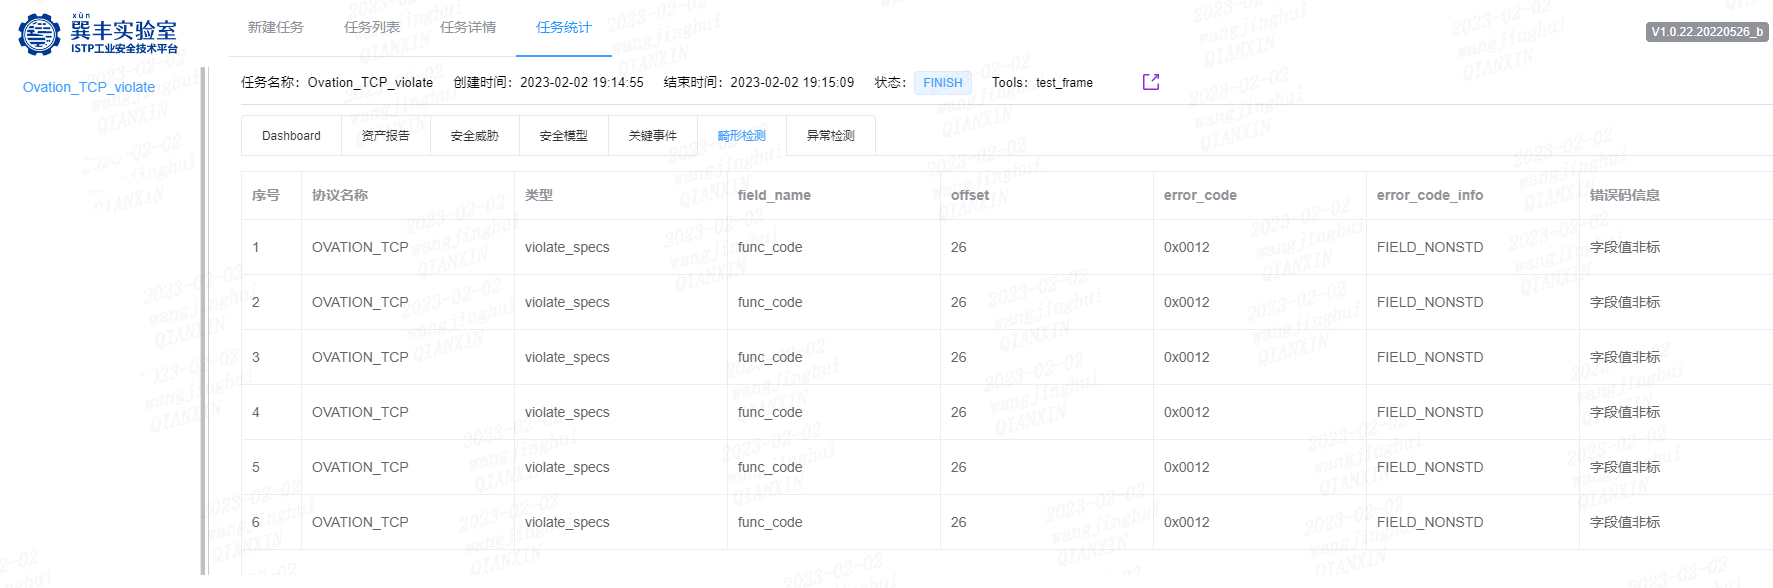 xùn
巽丰实验室
ISTP工业安全技术平台
新建任务 任务列表 任务详情 任务统计
V1.0.22.20220526_b
Ovation_TCP_violate
任务名称：Ovation_TCP_violate 创建时间：2023-02-02 19:14:55 结束时间：2023-02-02 19:15:09 状态：FINISH Tools：test_frame
Dashboard 资产报告 安全威胁 安全模型 关键事件 畸形检测 异常检测
序号 协议名称 类型 field_name offset error_code error_code_info 错误码信息
1 OVATION_TCP violate_specs func_code 26 0x0012 FIELD_NONSTD 字段值非标
2 OVATION_TCP violate_specs func_code 26 0x0012 FIELD_NONSTD 字段值非标
3 OVATION_TCP violate_specs func_code 26 0x0012 FIELD_NONSTD 字段值非标
4 OVATION_TCP violate_specs func_code 26 0x0012 FIELD_NONSTD 字段值非标
5 OVATION_TCP violate_specs func_code 26 0x0012 FIELD_NONSTD 字段值非标
6 OVATION_TCP violate_specs func_code 26 0x0012 FIELD_NONSTD 字段值非标
2023-02-02
wangjinghui
QIANXIN